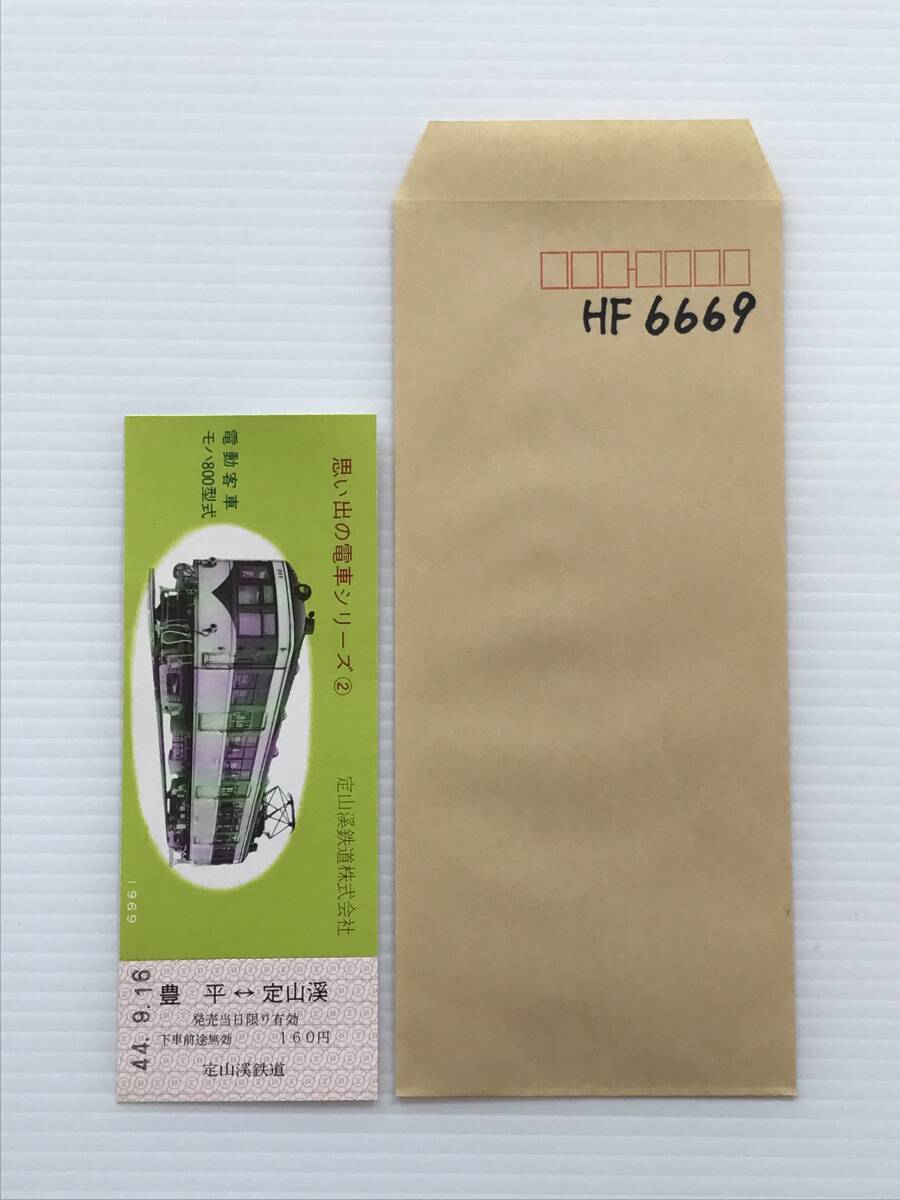 思い出の電車シリーズ②
電動客車
モハ800型式
定山渓鉄道株式会社
1999
44.9.16
豊 平 ↔ 定山渓
発売当日限り有効
下車前途無効 160円
定山渓鉄道
HF 6669